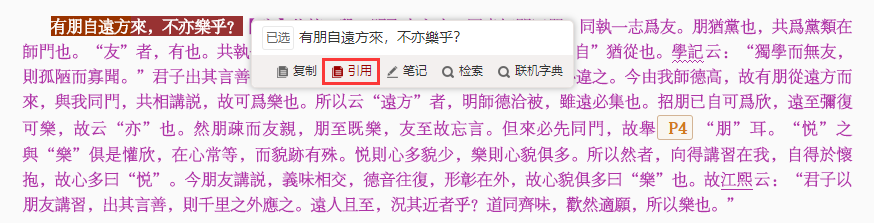 有朋自遠方來，不亦樂乎？ 同執一志爲友。朋猶黨也，共爲黨類在
已选 有朋自遠方來，不亦樂乎？
師門也。“友”者，有也。共執 自”猶從也。學記云：“獨學而無友，
复制 引用 笔记 检索 联机字典
則孤陋而寡聞。”君子出其言善 違之。今由我師德高，故有朋從遠方而
來，與我同門，共相講説，故可爲樂也。所以云“遠方”者，明師德洽被，雖遠必集也。招朋已自可爲欣，遠至彌復
可樂，故云“亦”也。然朋疎而友親，朋至既樂，友至故忘言。但來必先同門，故舉 P4 “朋”耳。“悦”之
與“樂”俱是懽欣，在心常等，而貌跡有殊。悦則心多貌少，樂則心貌俱多。所以然者，向得講習在我，自得於懷
抱，故心多曰“悦”。今朋友講説，義味相交，德音往復，形彰在外，故心貌俱多曰“樂”也。故江熙云：“君子以
朋友講習，出其言善，則千里之外應之。遠人且至，況其近者乎？道同齊味，歡然適願，所以樂也。”